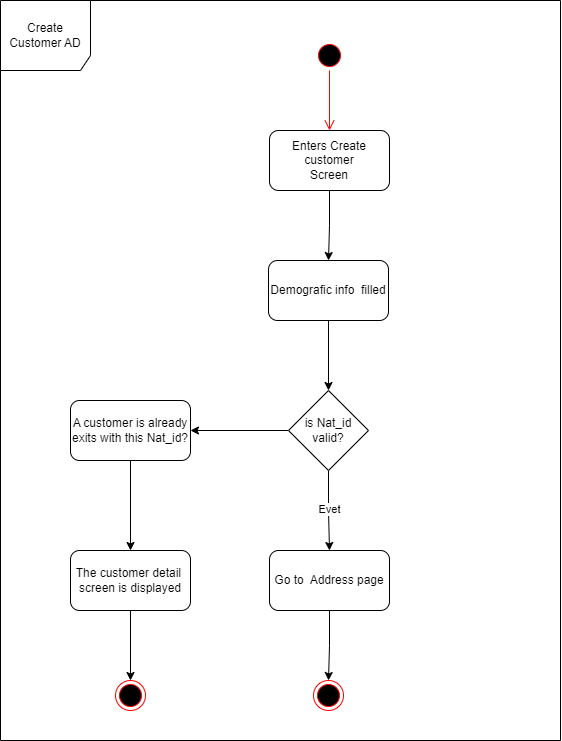 Create
Customer AD
Enters Create
customer
Screen
Demografic info filled
is Nat_id
valid?
A customer is already
exits with this Nat_id?
Evet
The customer detail
screen is displayed
Go to Address page